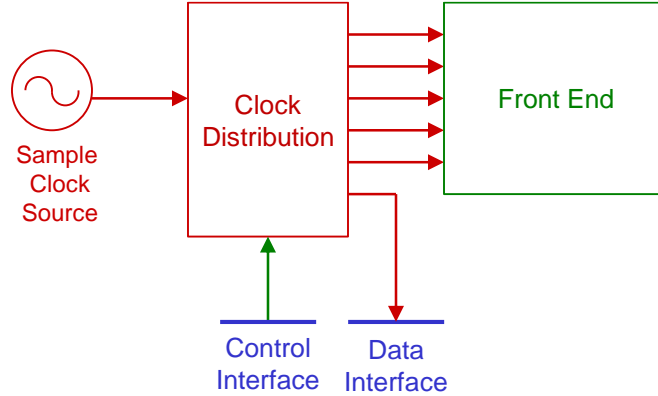 Sample
Clock
Source
Clock
Distribution
Front End
Control
Interface
Data
Interface